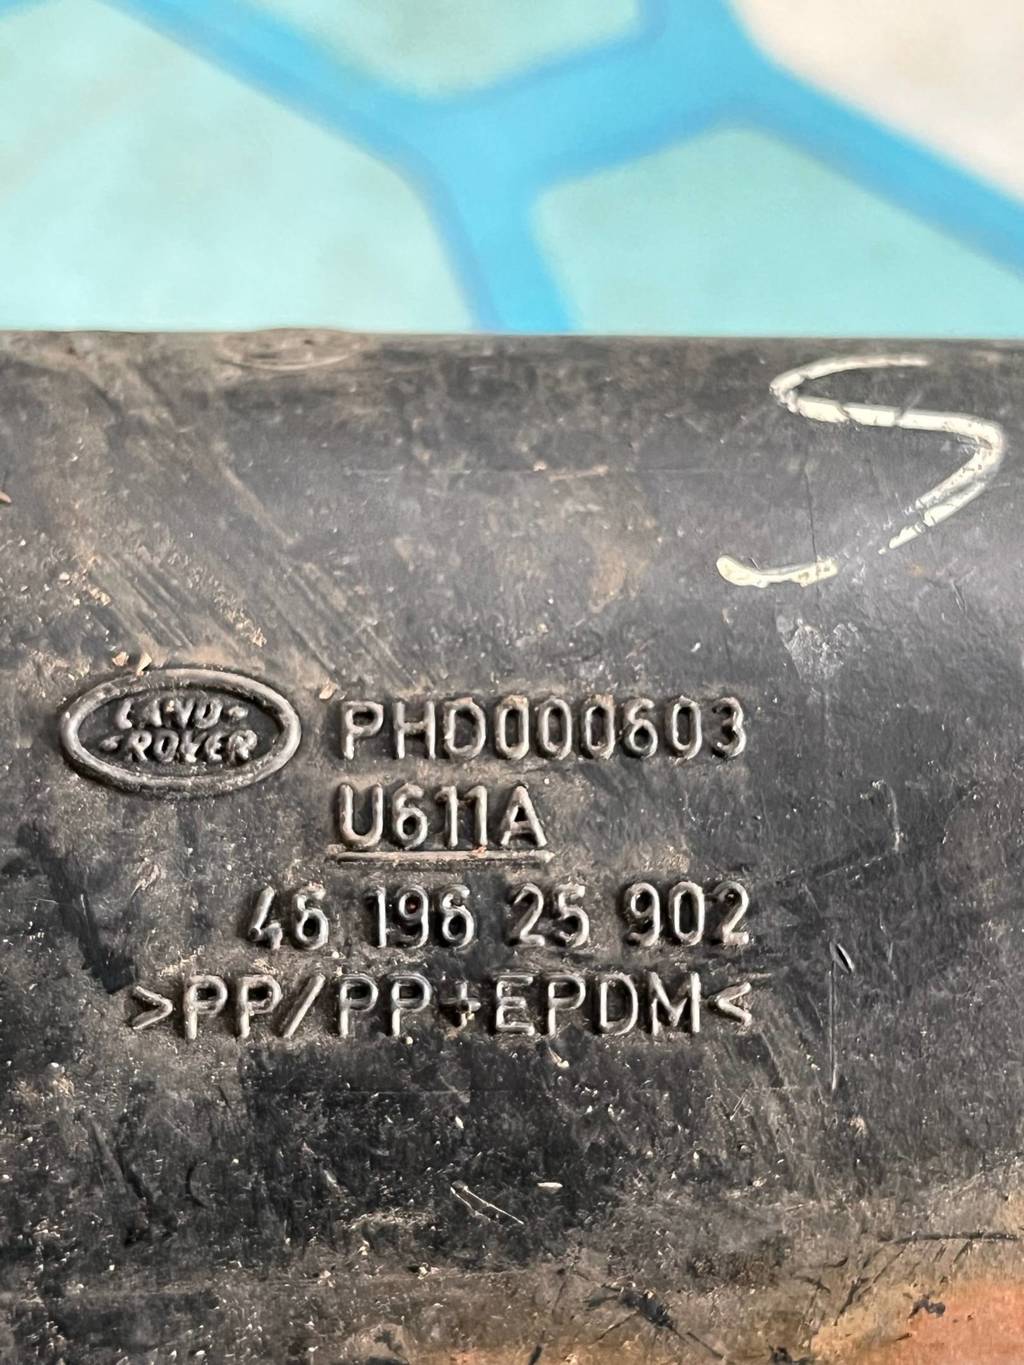 S
LAND-
-ROVER
PHD000603
U611A
46 196 25 902
>PP/PP+EPDM<